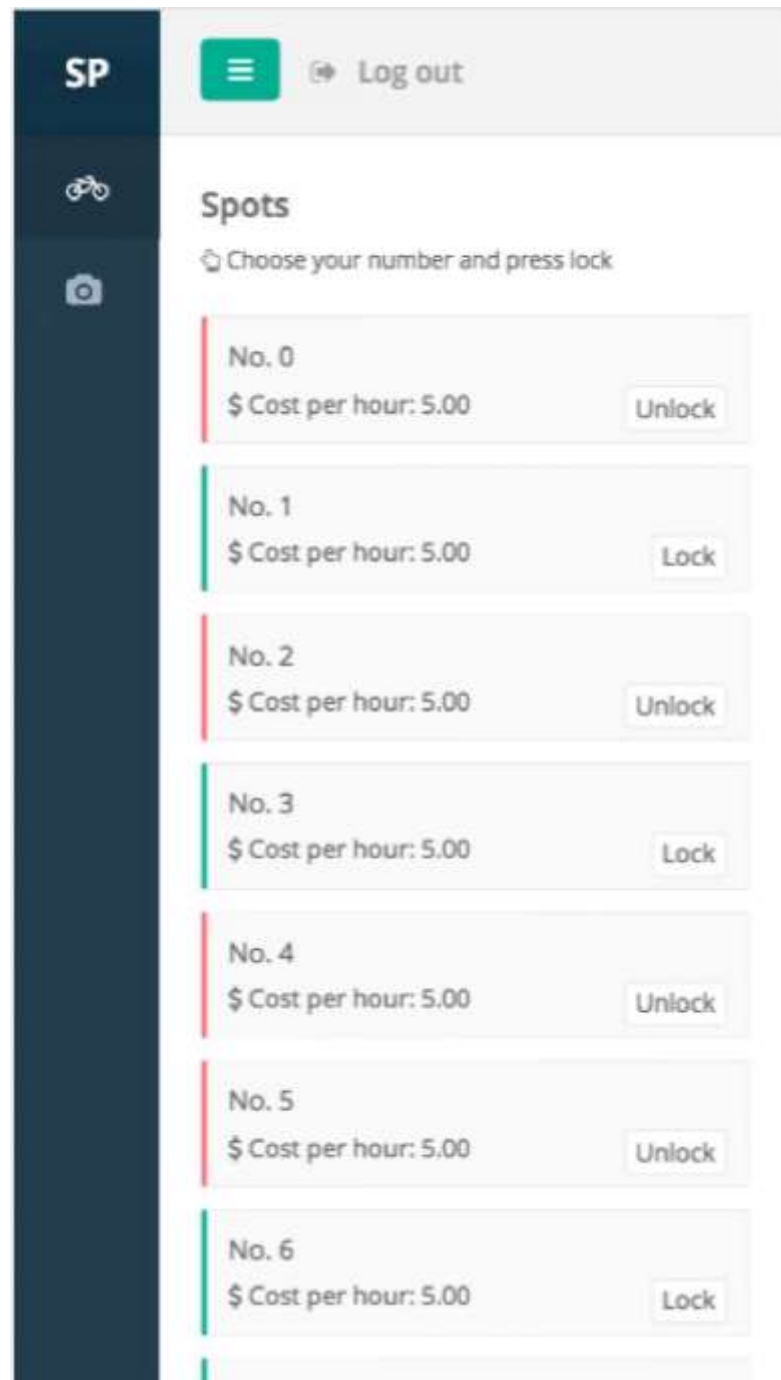 SP
Log out
Spots
Choose your number and press lock
No. 0
$ Cost per hour: 5.00
Unlock
No. 1
$ Cost per hour: 5.00
Lock
No. 2
$ Cost per hour: 5.00
Unlock
No. 3
$ Cost per hour: 5.00
Lock
No. 4
$ Cost per hour: 5.00
Unlock
No. 5
$ Cost per hour: 5.00
Unlock
No. 6
$ Cost per hour: 5.00
Lock